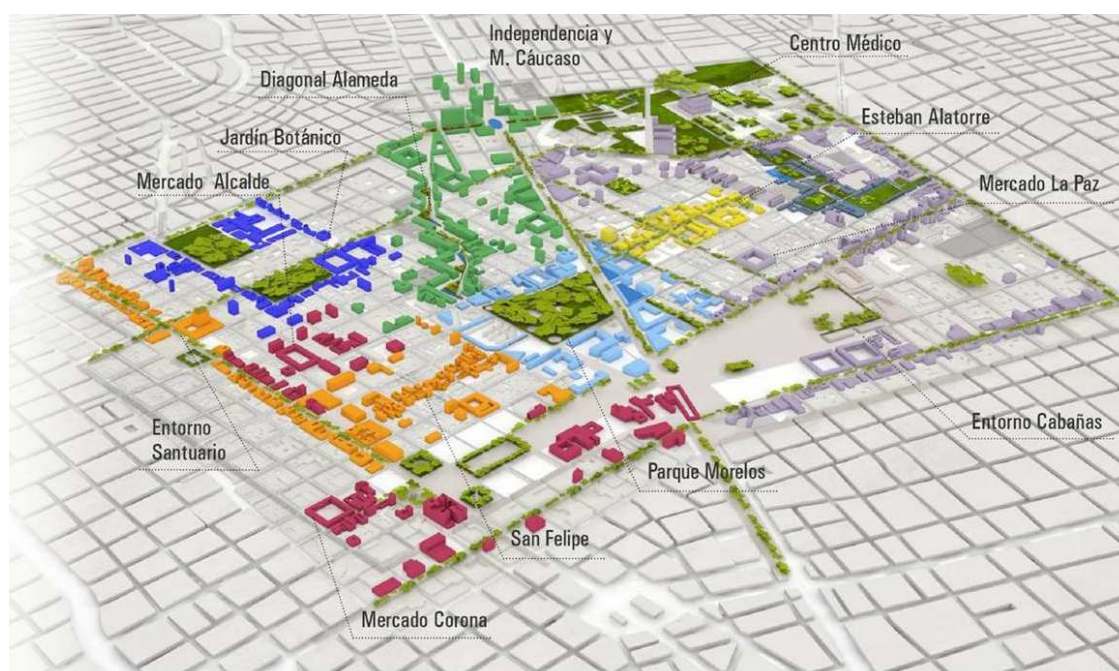 Independencia y
M. Cáucaso
Centro Médico
Diagonal Alameda
Esteban Alatorre
Jardín Botánico
Mercado La Paz
Mercado Alcalde
Entorno
Santuario
Entorno Cabañas
Parque Morelos
San Felipe
Mercado Corona